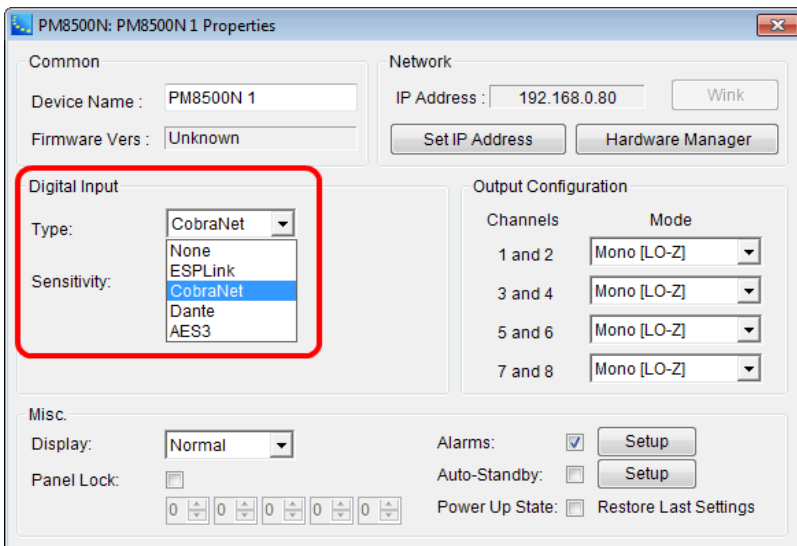 PM8500N: PM8500N 1 Properties
Common
Device Name :
PM8500N 1
Firmware Vers :
Unknown
Network
IP Address :
192.168.0.80
Wink
Set IP Address
Hardware Manager
Digital Input
Type:
CobraNet
None
ESPLink
CobraNet
Dante
AES3
Sensitivity:
Output Configuration
Channels Mode
1 and 2 Mono [LO-Z]
3 and 4 Mono [LO-Z]
5 and 6 Mono [LO-Z]
7 and 8 Mono [LO-Z]
Misc.
Display:
Normal
Panel Lock:
0 0 0 0 0
Alarms:
Setup
Auto-Standby:
Setup
Power Up State:
Restore Last Settings